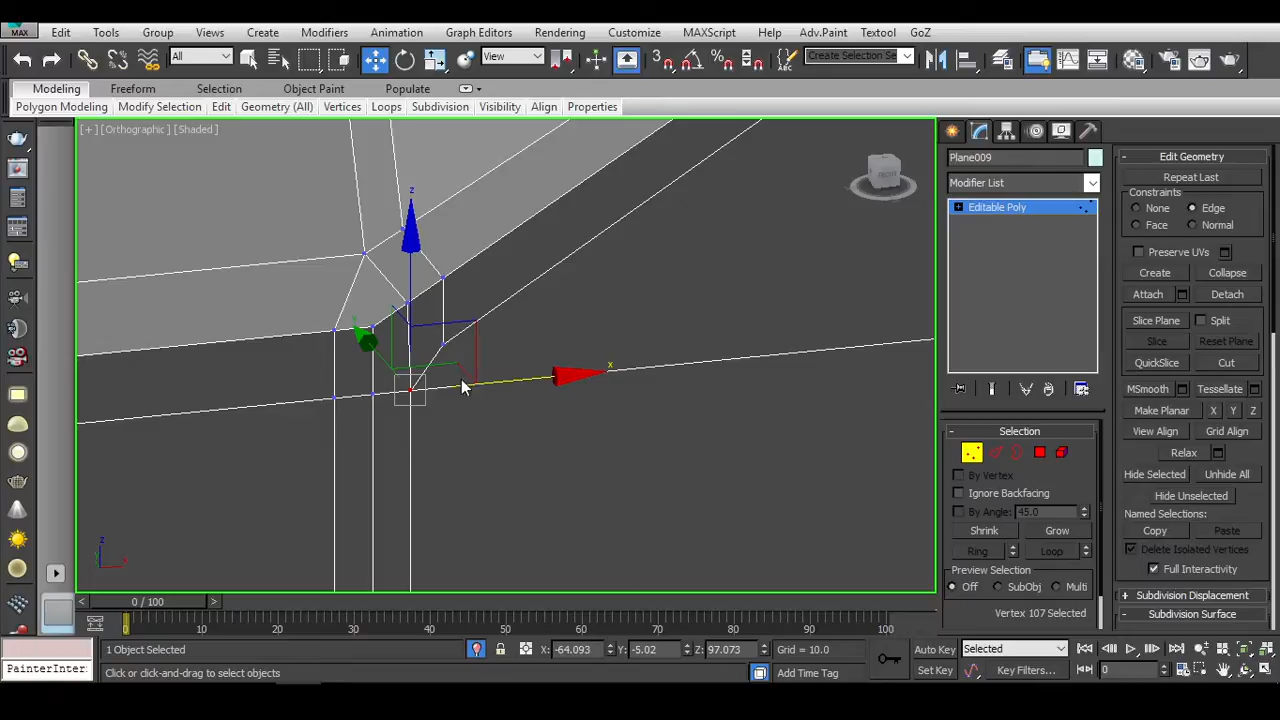 MAX Edit Tools Group Views Create Modifiers Animation Graph Editors Rendering Customize MAXScript Help Adv.Paint Textool GoZ
All View 3 Create Selection Se
Modeling Freeform Selection Object Paint Populate
Polygon Modeling Modify Selection Edit Geometry (All) Vertices Loops Subdivision Visibility Align Properties
[+] [Orthographic] [Shaded]
FRONT
z
x
z
x
Plane009
Modifier List
Editable Poly
Selection
By Vertex
Ignore Backfacing
By Angle: 45.0
Shrink Grow
Ring Loop
Preview Selection
Off SubObj Multi
Vertex 107 Selected
Edit Geometry
Repeat Last
Constraints
None Edge
Face Normal
Preserve UVs
Create Collapse
Attach Detach
Slice Plane Split
Slice Reset Plane
QuickSlice Cut
MSmooth Tessellate
Make Planar X Y Z
View Align Grid Align
Relax
Hide Selected Unhide All
Hide Unselected
Named Selections:
Copy Paste
Delete Isolated Vertices
Full Interactivity
Subdivision Displacement
Subdivision Surface
< 0 / 100 >
0 10 20 30 40 50 60 70 80 90 100
PainterInter
1 Object Selected X: -64.093 Y: -5.02 Z: 97.073 Grid = 10.0 Auto Key Selected
Click or click-and-drag to select objects Add Time Tag Set Key Key Filters... 0